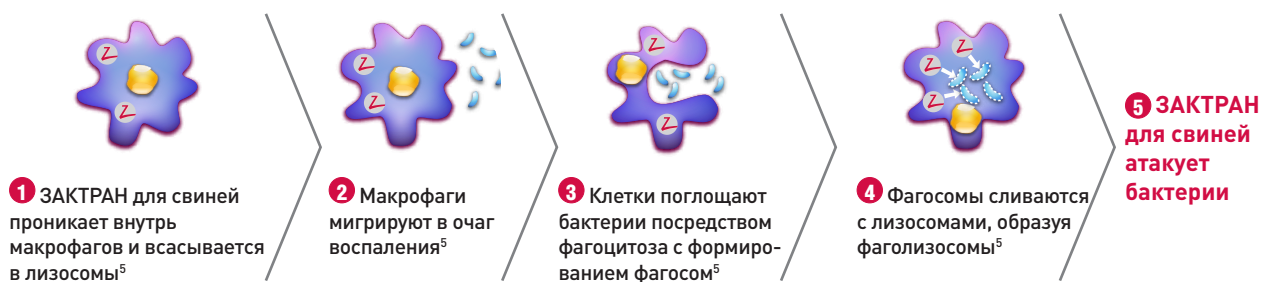 Z
Z
Z
Z
Z
Z
Z
Z
1 ЗАКТРАН для свиней
проникает внутрь
макрофагов и всасывается
в лизосомы5
2 Макрофаги
мигрируют в очаг
воспаления5
3 Клетки поглощают
бактерии посредством
фагоцитоза с формиро-
ванием фагосом5
4 Фагосомы сливаются
с лизосомами, образуя
фаголизосомы5
5 ЗАКТРАН
для свиней
атакует
бактерии